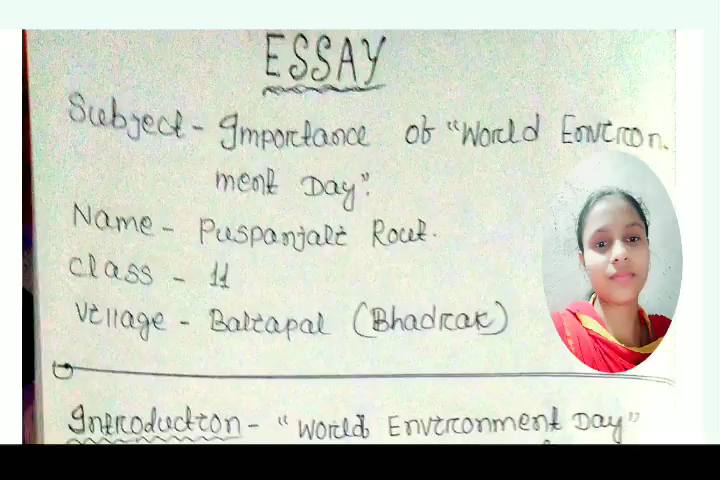 ESSAY
Subject - Importance of "World Environ-
ment Day".
Name - Puspanjali Rout.
Class - 11
Village - Baliapal (Bhadrak)
Introduction - "World Environment Day"